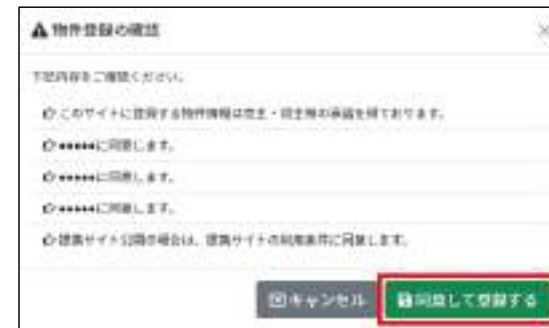 物件登録の確認
下記内容をご確認ください。
このサイトに登録する物件情報は売主・貸主様の承諾を得ております。
●●●●●に同意します。
●●●●●に同意します。
●●●●●に同意します。
提携サイト公開の場合は、提携サイトの利用条件に同意します。
キャンセル
同意して登録する